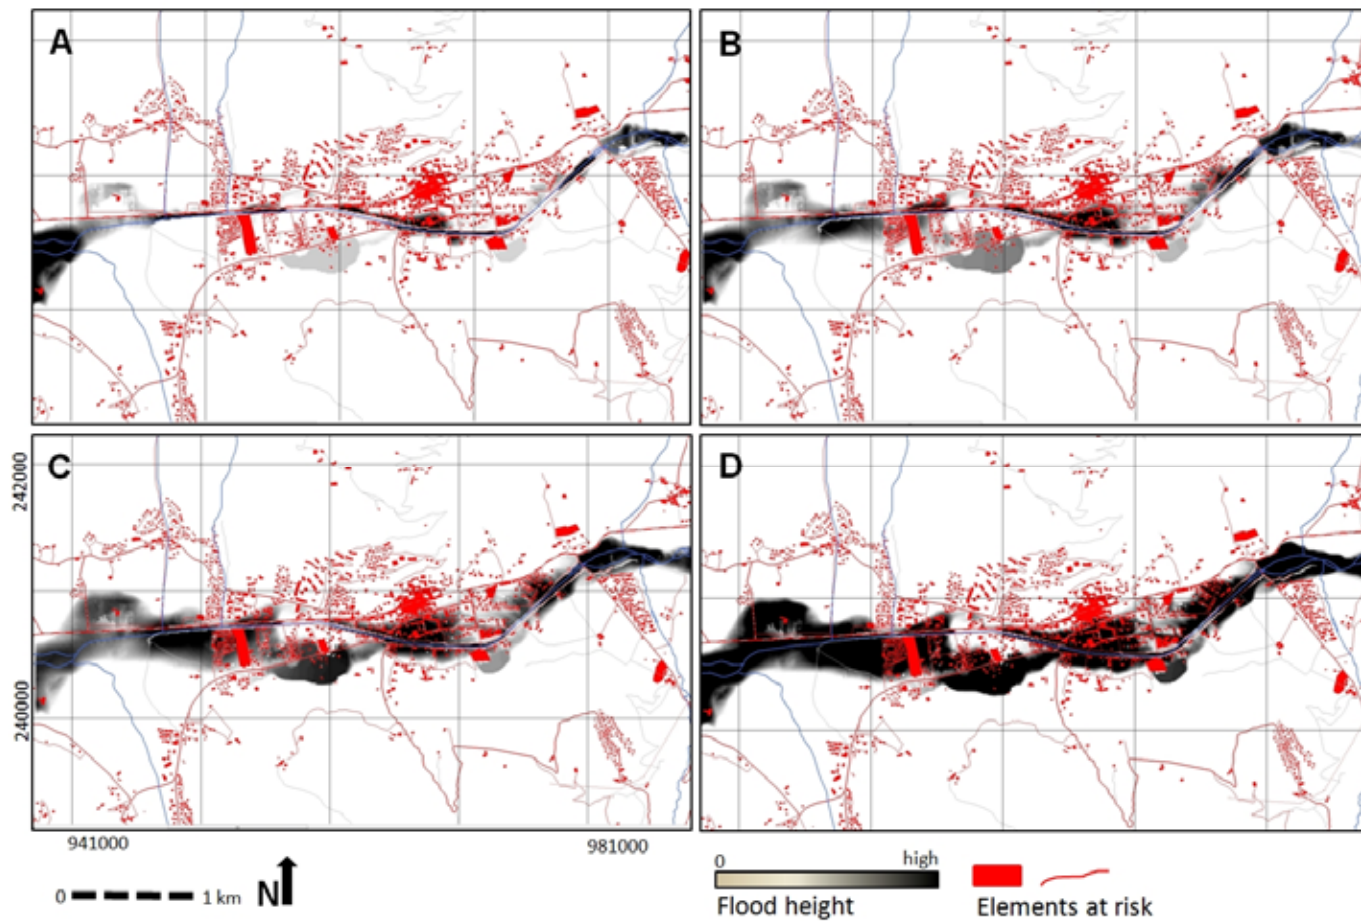 A
B
C
D
242000
240000
941000
981000
0
1 km
N
0
high
Flood height
Elements at risk